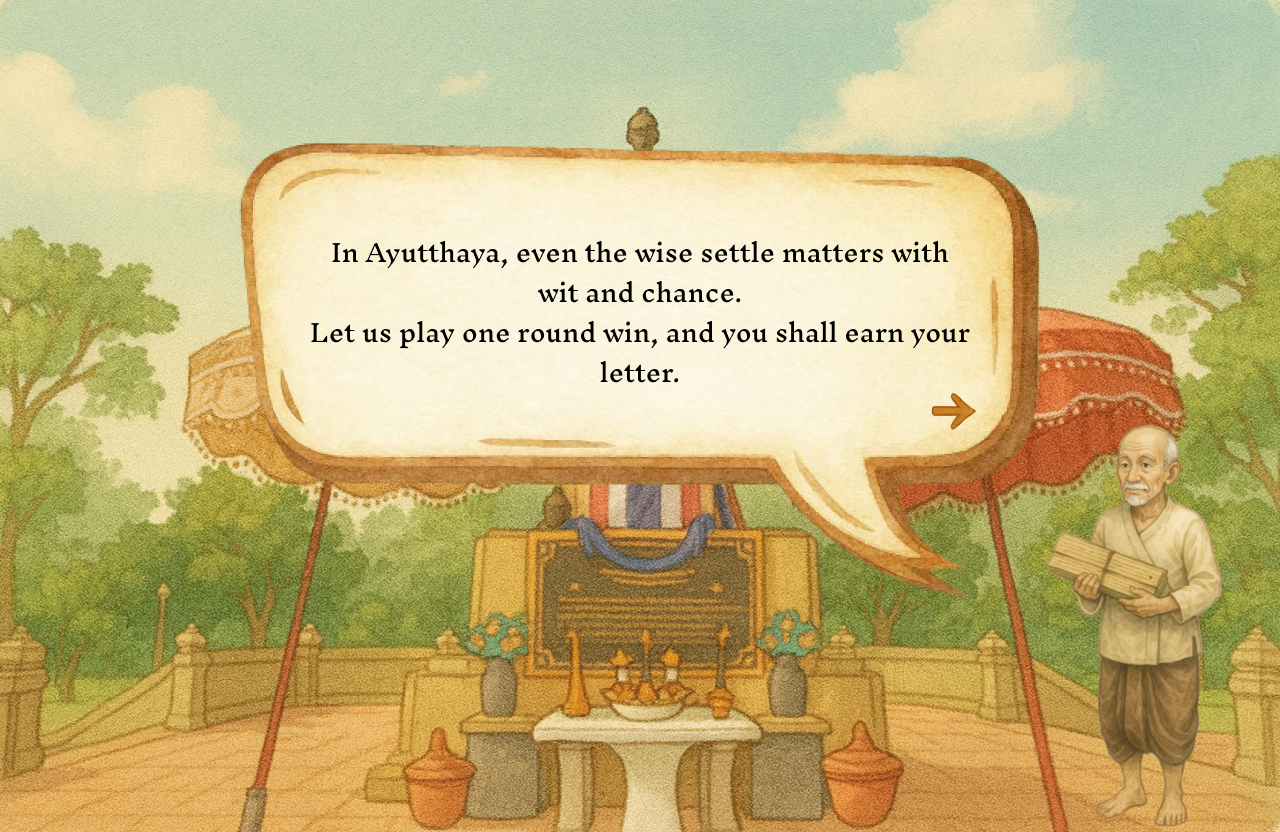 In Ayutthaya, even the wise settle matters with
wit and chance.
Let us play one round win, and you shall earn your
letter.